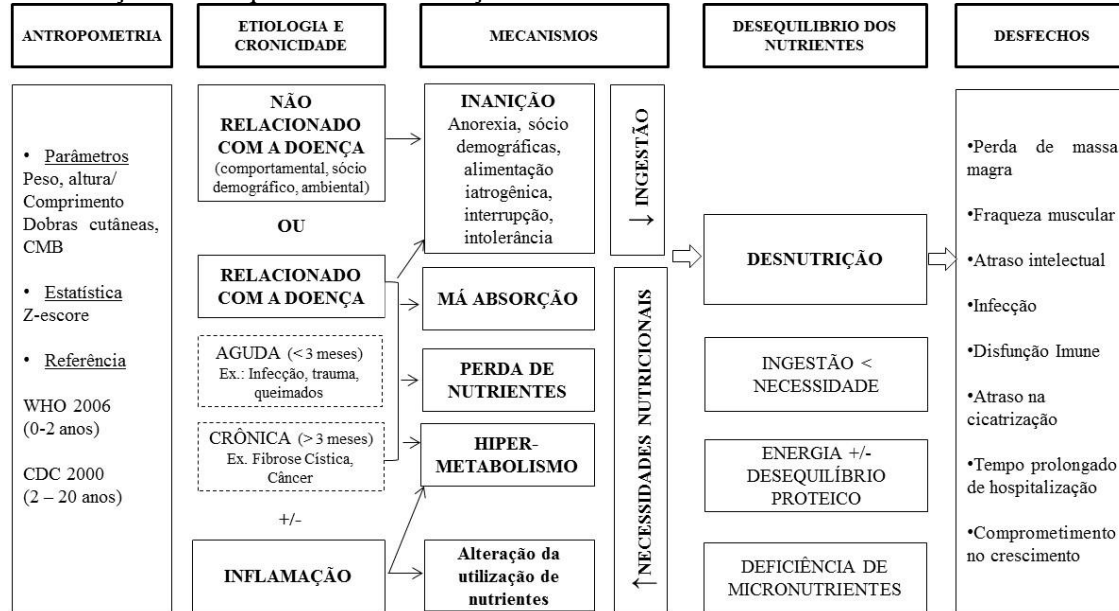 ANTROPOMETRIA
ETIOLOGIA E
CRONICIDADE
MECANISMOS
DESEQUILIBRIO DOS
NUTRIENTES
DESFECHOS
• Parâmetros
Peso, altura/
Comprimento
Dobras cutâneas,
CMB
• Estatística
Z-escore
• Referência
WHO 2006
(0-2 anos)
CDC 2000
(2 – 20 anos)
NÃO
RELACIONADO
COM A DOENÇA
(comportamental, sócio
demográfico, ambiental)
OU
RELACIONADO
COM A DOENÇA
AGUDA (< 3 meses)
Ex.: Infecção, trauma,
queimados
CRÔNICA (> 3 meses)
Ex. Fibrose Cística,
Câncer
+/-
INFLAMAÇÃO
INANIÇÃO
Anorexia, sócio
demográficas,
alimentação
iatrogênica,
interrupção,
intolerância
MÁ ABSORÇÃO
PERDA DE
NUTRIENTES
HIPER-
METABOLISMO
Alteração da
utilização de
nutrientes
↓ INGESTÃO
↑NECESSIDADES NUTRICIONAIS
DESNUTRIÇÃO
INGESTÃO <
NECESSIDADE
ENERGIA +/-
DESEQUILÍBRIO
PROTEICO
DEFICIÊNCIA DE
MICRONUTRIENTES
•Perda de massa
magra
•Fraqueza muscular
•Atraso intelectual
•Infecção
•Disfunção Imune
•Atraso na
cicatrização
•Tempo prolongado
de hospitalização
•Comprometimento
no crescimento